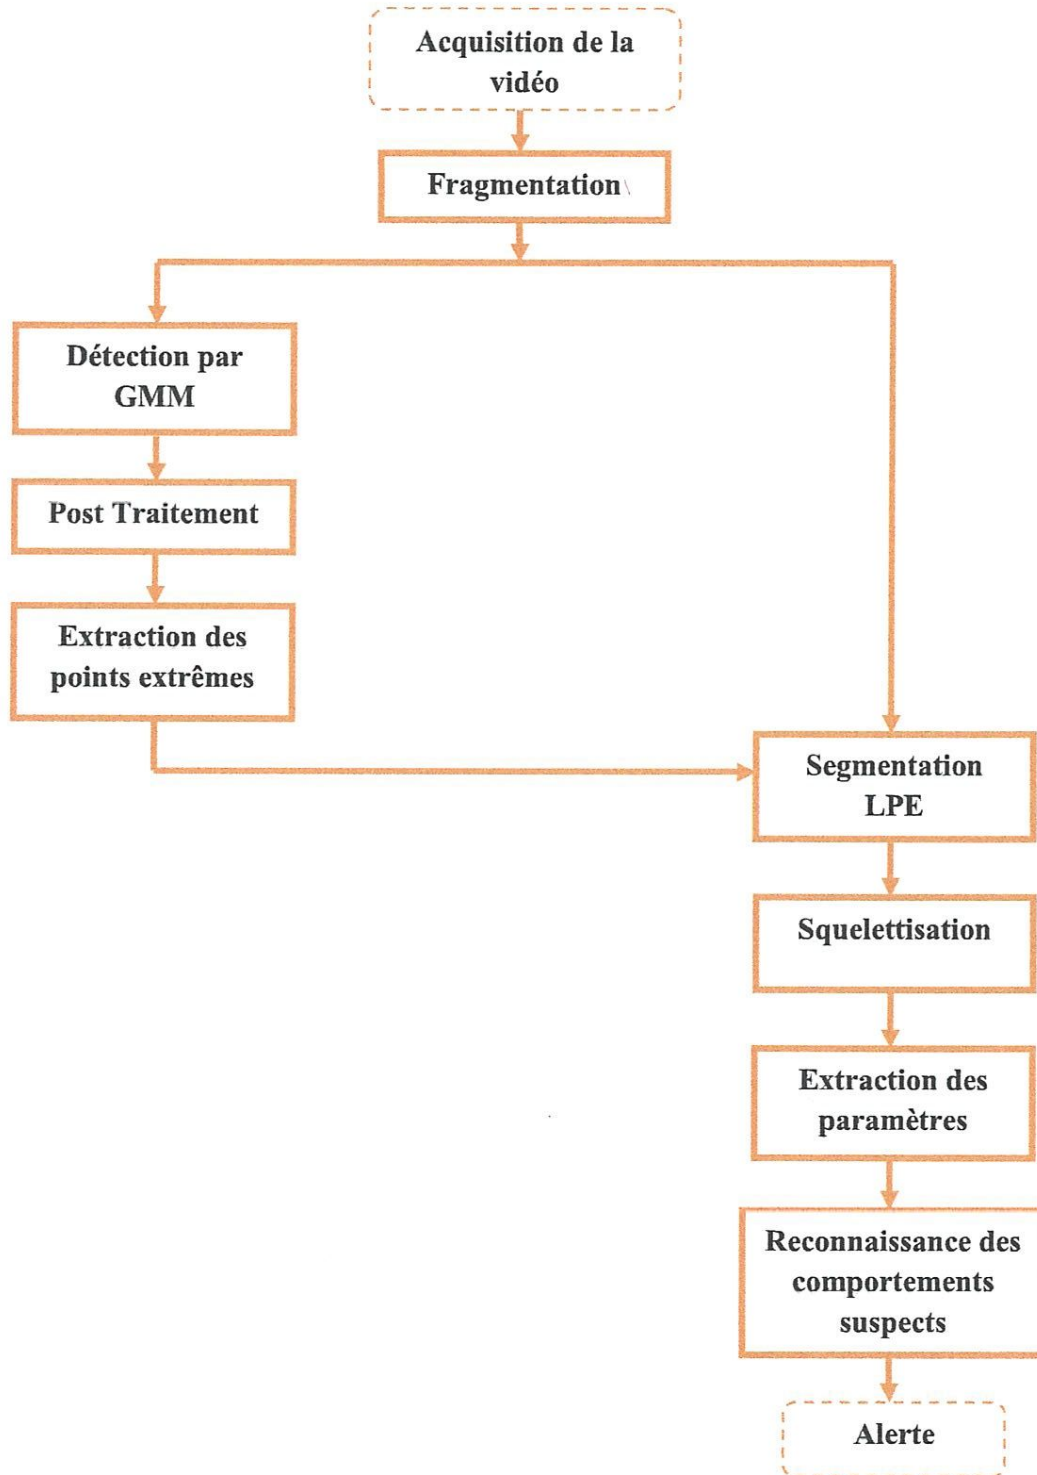 Acquisition de la
vidéo
Fragmentation
Détection par
GMM
Post Traitement
Extraction des
points extrêmes
Segmentation
LPE
Squelettisation
Extraction des
paramètres
Reconnaissance des
comportements
suspects
Alerte